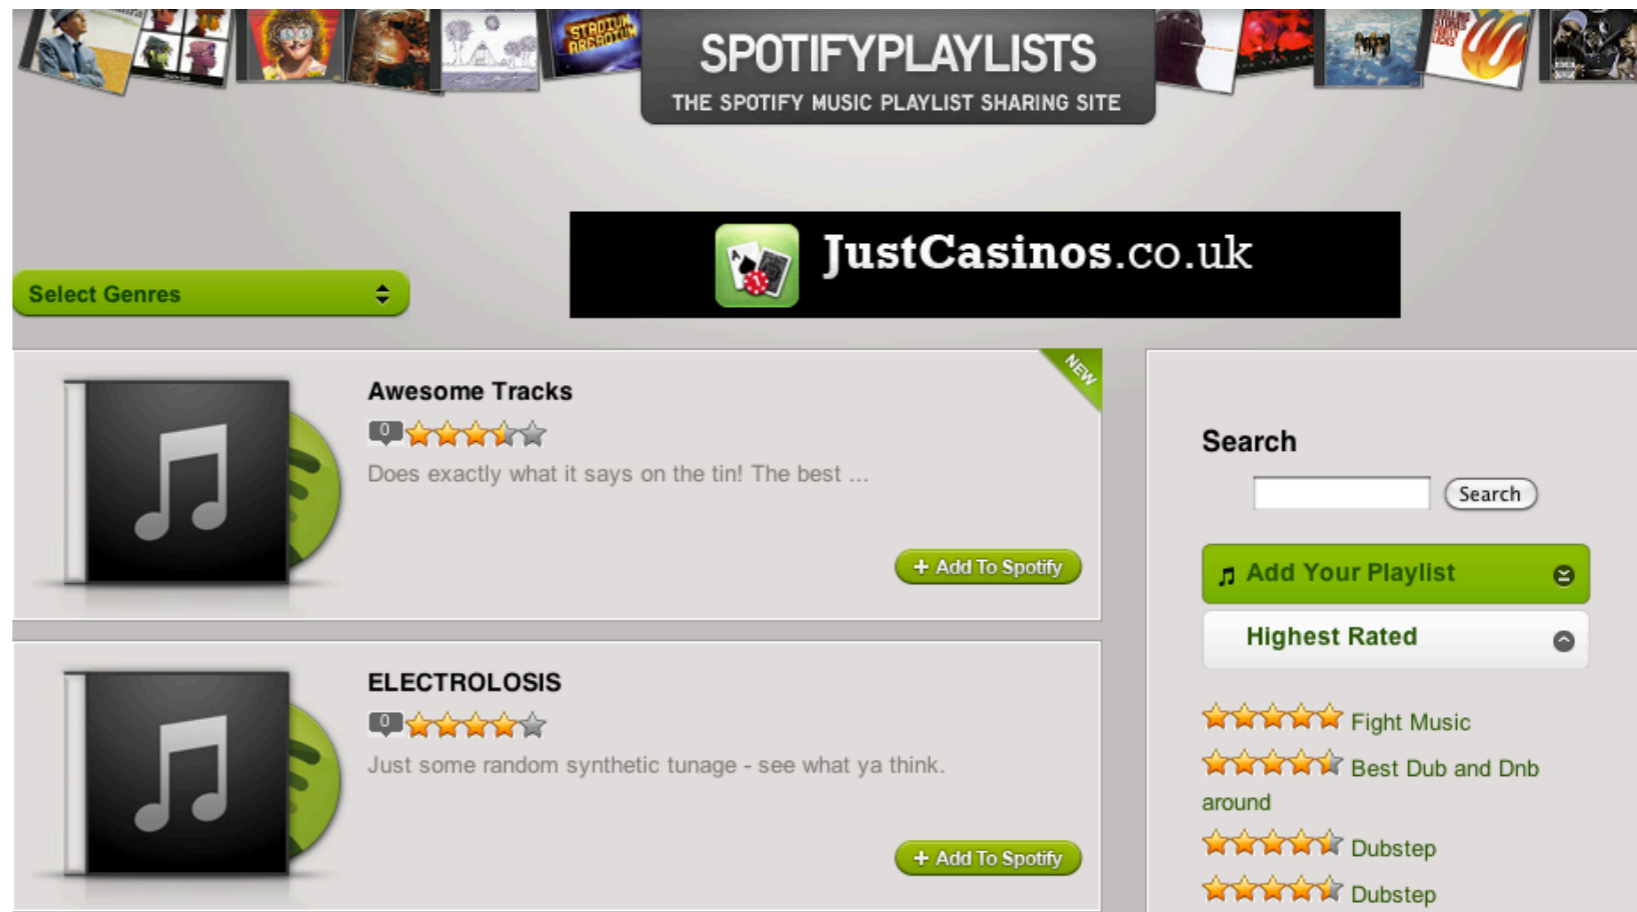 STADIUM
ARCADIUM
SPOTIFYPLAYLISTS
THE SPOTIFY MUSIC PLAYLIST SHARING SITE
JustCasinos.co.uk
Select Genres
NEW
Awesome Tracks
0
Does exactly what it says on the tin! The best ...
+ Add To Spotify
ELECTROLOSIS
0
Just some random synthetic tunage - see what ya think.
+ Add To Spotify
Search
Search
Add Your Playlist
Highest Rated
Fight Music
Best Dub and Dnb
around
Dubstep
Dubstep